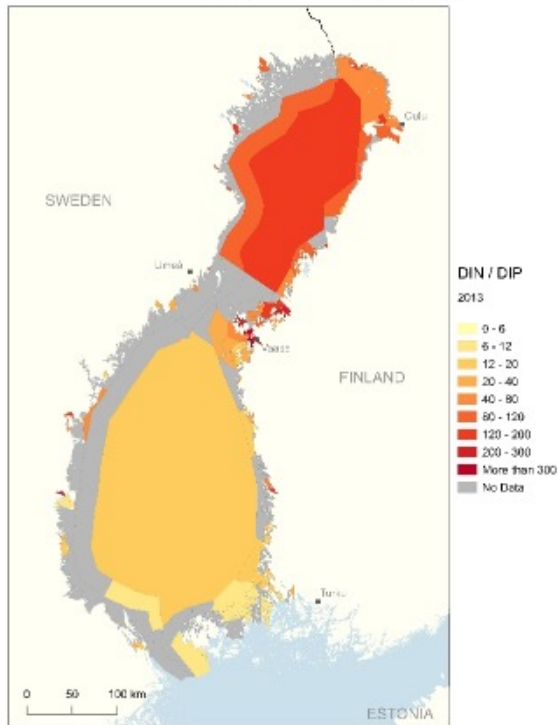 Oulu
SWEDEN
Umeå
DIN / DIP
2013
0 - 6
6 - 12
12 - 20
20 - 40
40 - 80
80 - 120
120 - 200
200 - 300
More than 300
No Data
Vaasa
FINLAND
Turku
0 50 100 km
ESTONIA